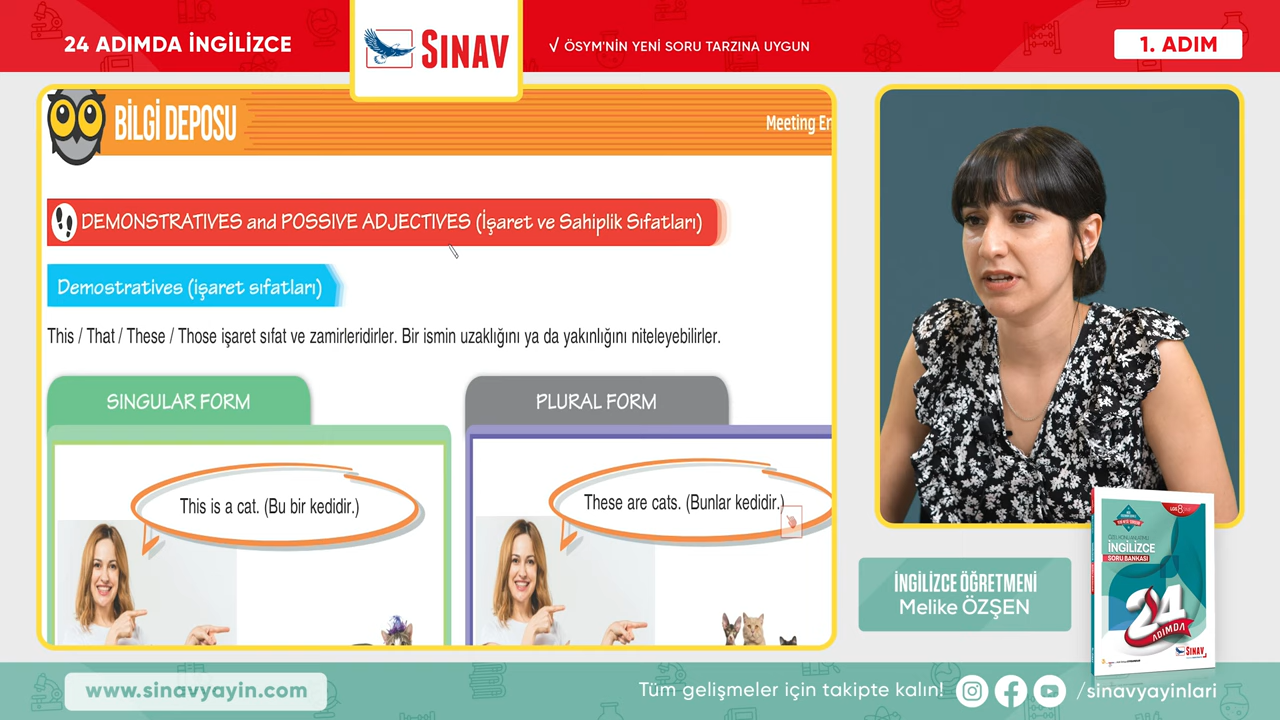 24 ADIMDA İNGİLİZCE
SINAV
√ ÖSYM'NİN YENİ SORU TARZINA UYGUN
1. ADIM
BİLGİ DEPOSU
Meeting
DEMONSTRATIVES and POSSIVE ADJECTIVES (İşaret ve Sahiplik Sıfatları)
Demostratives (işaret sıfatları)
This / That / These / Those işaret sıfat ve zamirleridirler. Bir ismin uzaklığını ya da yakınlığını niteleyebilirler.
SINGULAR FORM
PLURAL FORM
This is a cat. (Bu bir kedidir.)
These are cats. (Bunlar kedidir.)
İNGİLİZCE ÖĞRETMENİ
Melike ÖZŞEN
İNGİLİZCE
SORU BANKASI
24
ADIMDA
SINAV
www.sinavyayin.com
Tüm gelişmeler için takipte kalın!
/sinavyayinlari